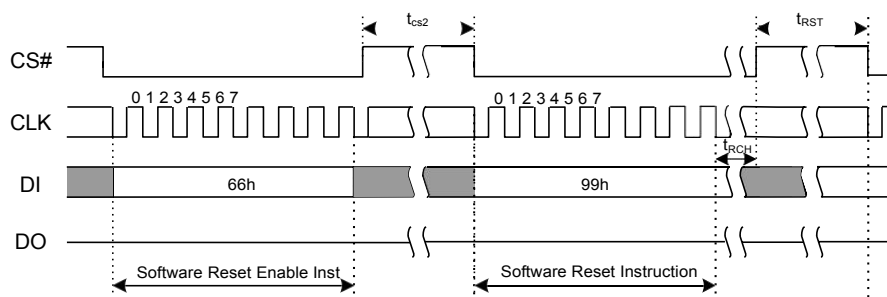 tcs2
tRST
CS#
0 1 2 3 4 5 6 7
0 1 2 3 4 5 6 7
CLK
tRCH
DI
66h
99h
DO
Software Reset Enable Inst
Software Reset Instruction